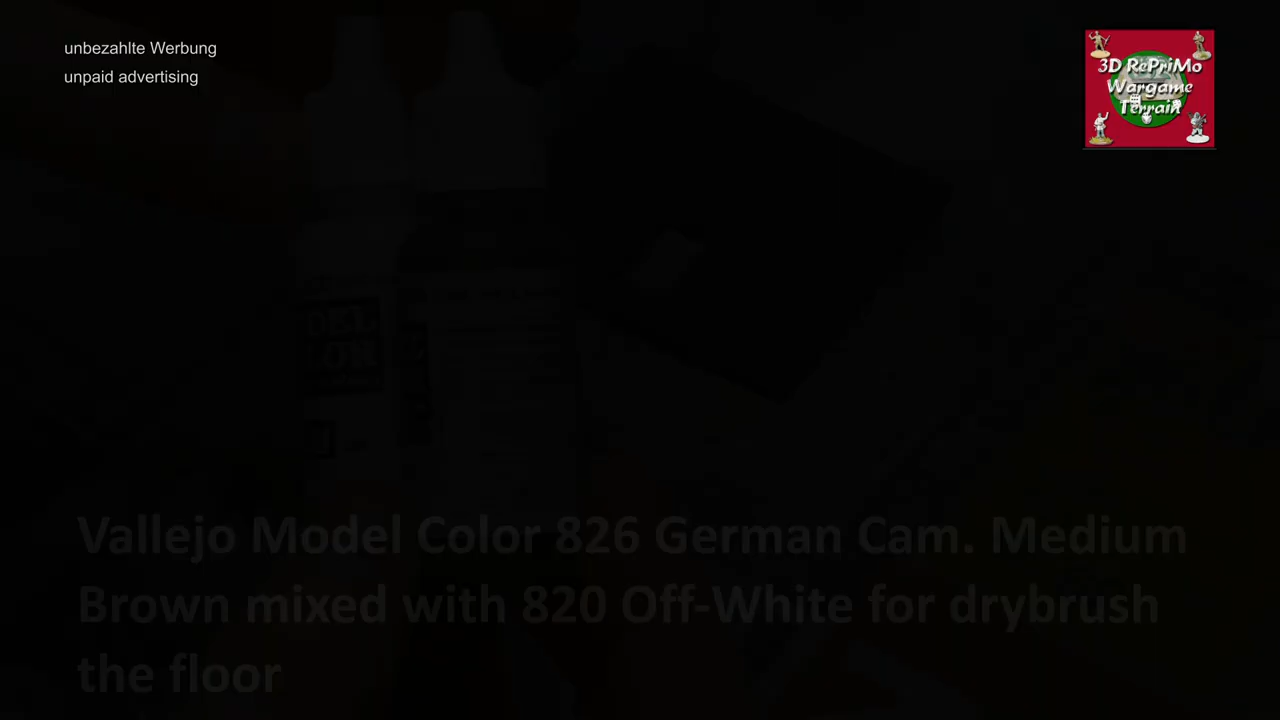 unbezahlte Werbung
unpaid advertising
3D RePriMo
Wargame
Terrain
DEL
Vallejo Model Color 826 German Cam. Medium
Brown mixed with 820 Off-White for drybrush
the floor